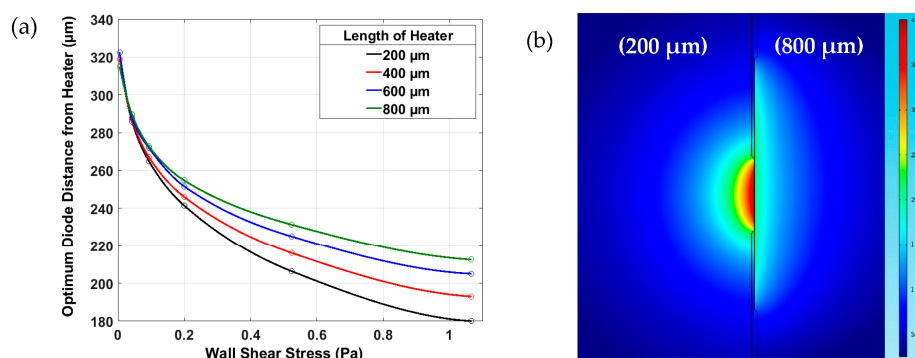 (a)
Optimum Diode Distance from Heater (µm)
340
320
300
280
260
240
220
200
180
0
0.2
0.4
0.6
0.8
1
Wall Shear Stress (Pa)
Length of Heater
200 µm
400 µm
600 µm
800 µm
(b)
(200 µm)
(800 µm)